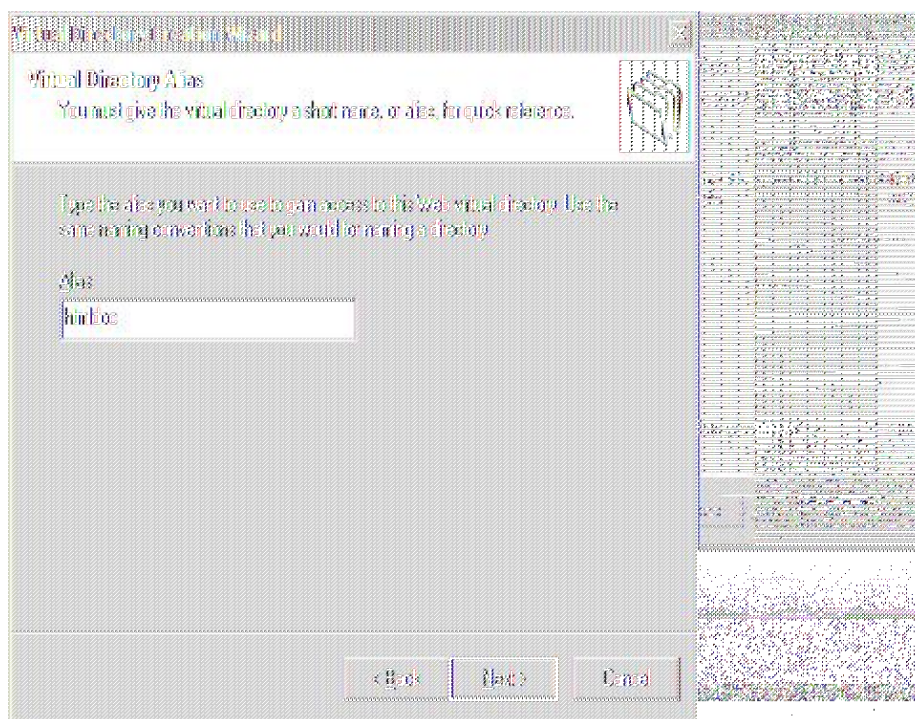 Virtual Directory Creation Wizard
Virtual Directory Alias
You must give the virtual directory a short name, or alias, for quick reference.
Type the alias you want to use to gain access to this Web virtual directory. Use the
same naming conventions that you would for naming a directory.
Alias:
< Back
Next >
Cancel